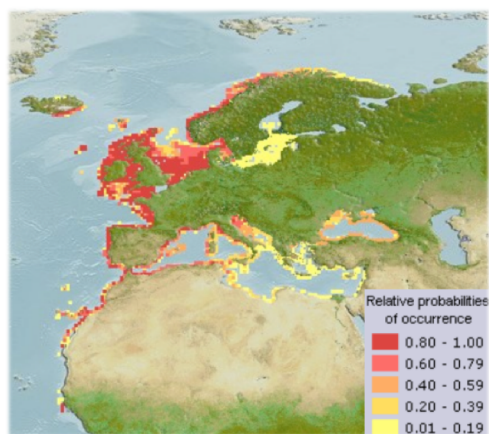 Relative probabilities
of occurrence
0.80 - 1.00
0.60 - 0.79
0.40 - 0.59
0.20 - 0.39
0.01 - 0.19